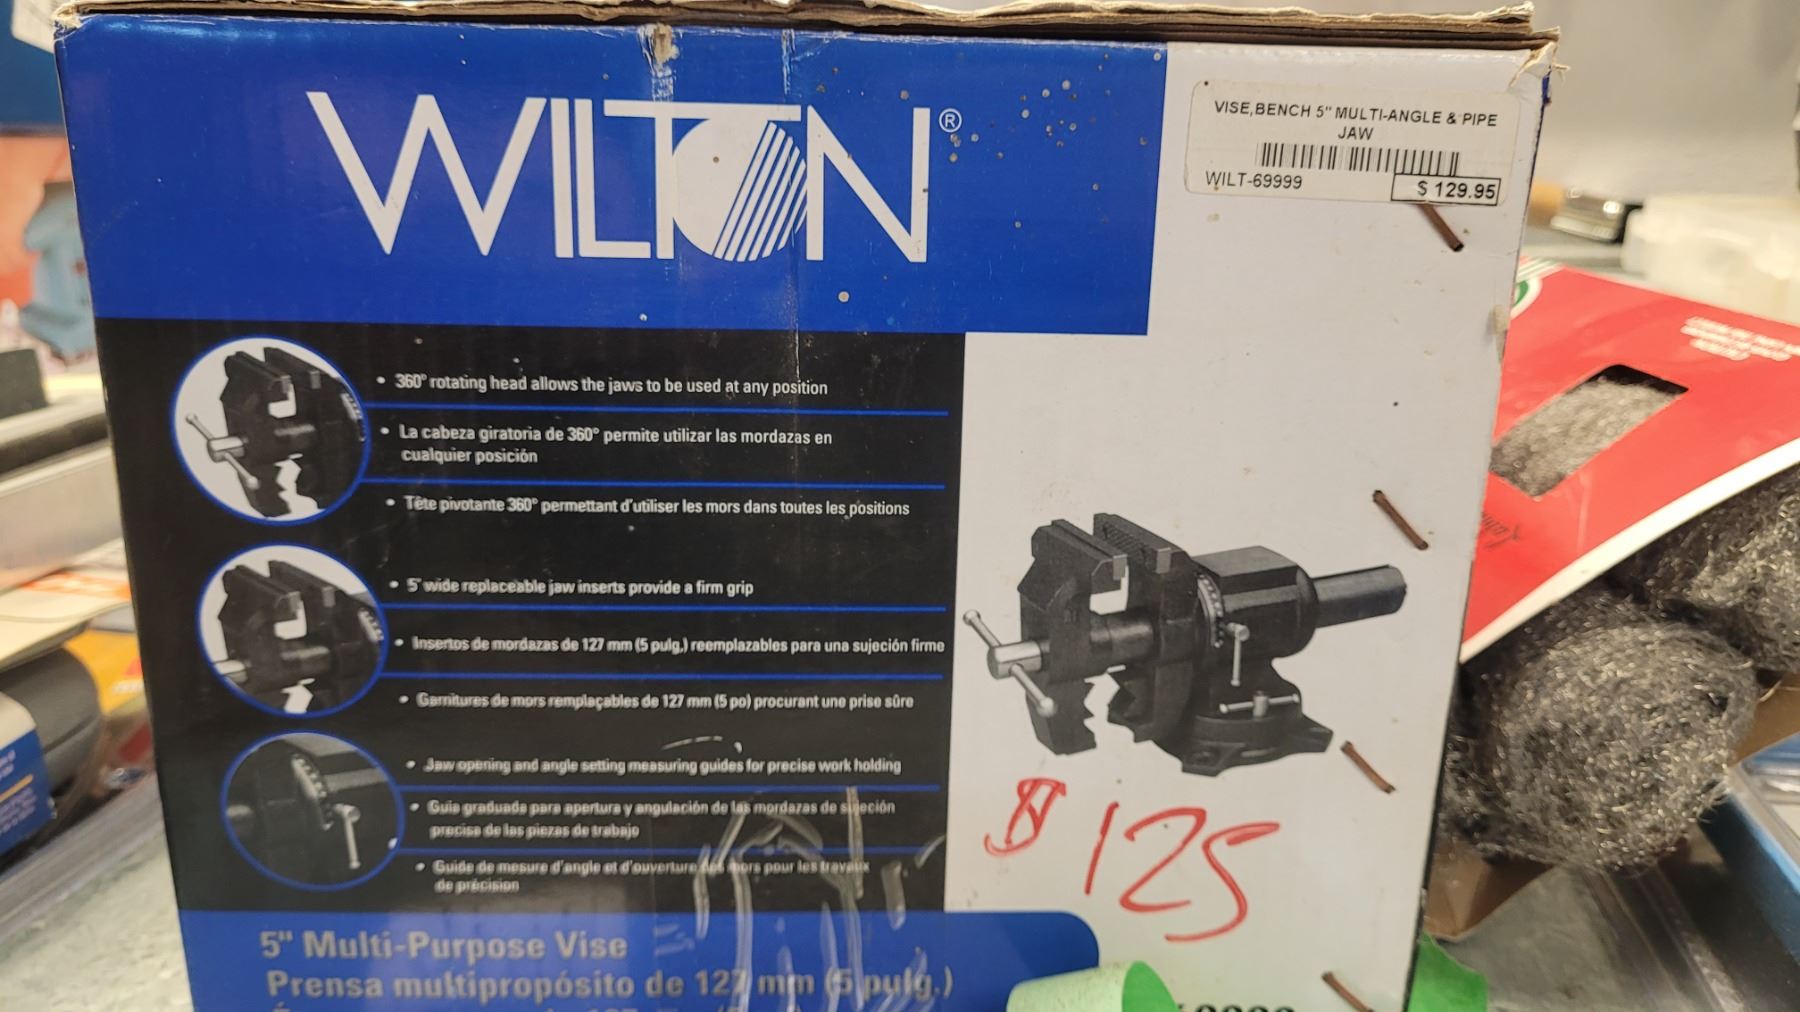 WILTON®
VISE,BENCH 5" MULTI-ANGLE & PIPE
JAW
WILT-69999
$ 129.95
• 360° rotating head allows the jaws to be used at any position
• La cabeza giratoria de 360° permite utilizar las mordazas en
cualquier posición
• Tête pivotante 360° permettant d'utiliser les mors dans toutes les positions
• 5" wide replaceable jaw inserts provide a firm grip
• Insertos de mordazas de 127 mm (5 pulg.) reemplazables para una sujeción firme
• Garnitures de mors remplaçables de 127 mm (5 po) procurant une prise sûre
• Jaw opening and angle setting measuring guides for precise work holding
• Guía graduada para apertura y angulación de las mordazas de sujeción
precisa de las piezas de trabajo
• Guide de mesure d'angle et d'ouverture des mors pour les travaux
de précision
$ 125
5" Multi-Purpose Vise
Prensa multipropósito de 127 mm (5 pulg.)